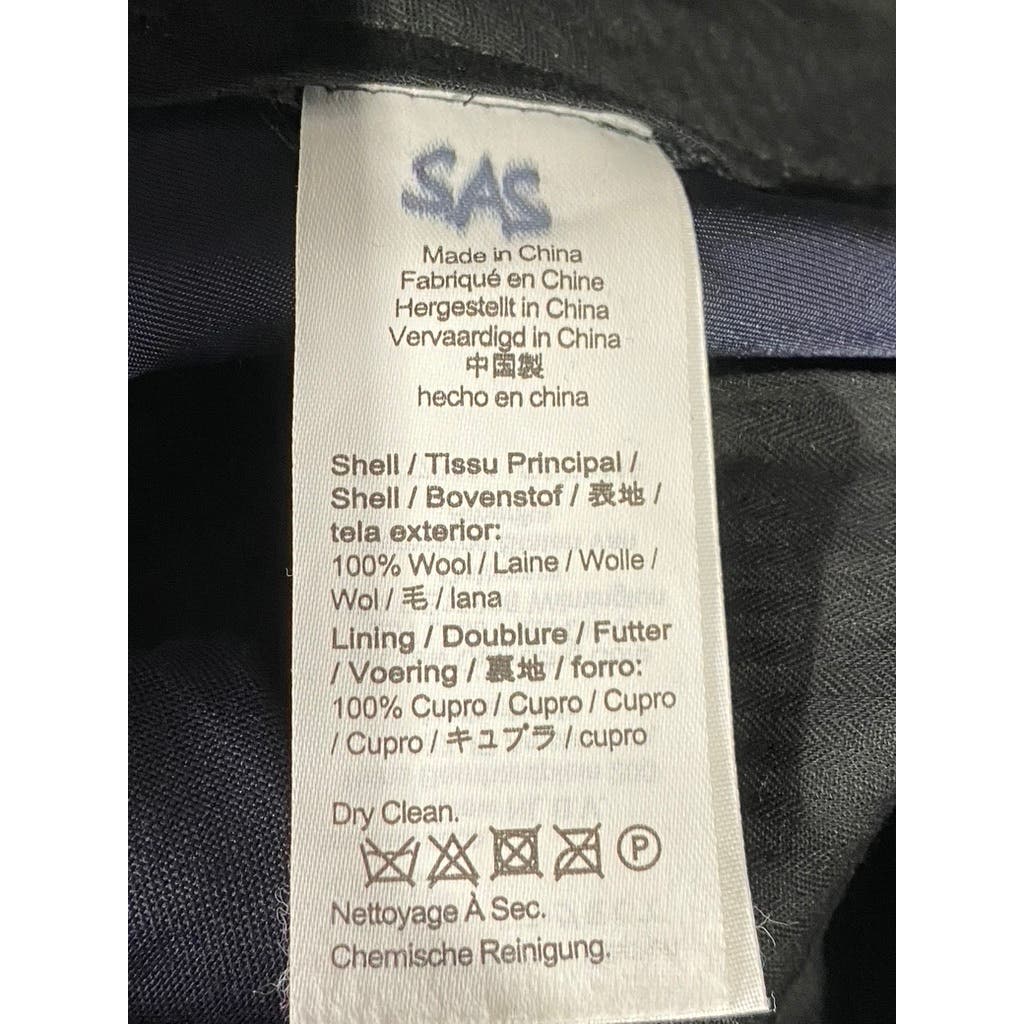 SAS
Made in China
Fabriqué en Chine
Hergestellt in China
Vervaardigd in China
中国製
hecho en china
Shell / Tissu Principal /
Shell / Bovenstof / 表地 /
tela exterior:
100% Wool / Laine / Wolle /
Wol / 毛 / lana
Lining / Doublure / Futter
/ Voering / 裏地 / forro:
100% Cupro / Cupro / Cupro
/ Cupro / キュプラ / cupro
Dry Clean.
P
Nettoyage À Sec.
Chemische Reinigung.